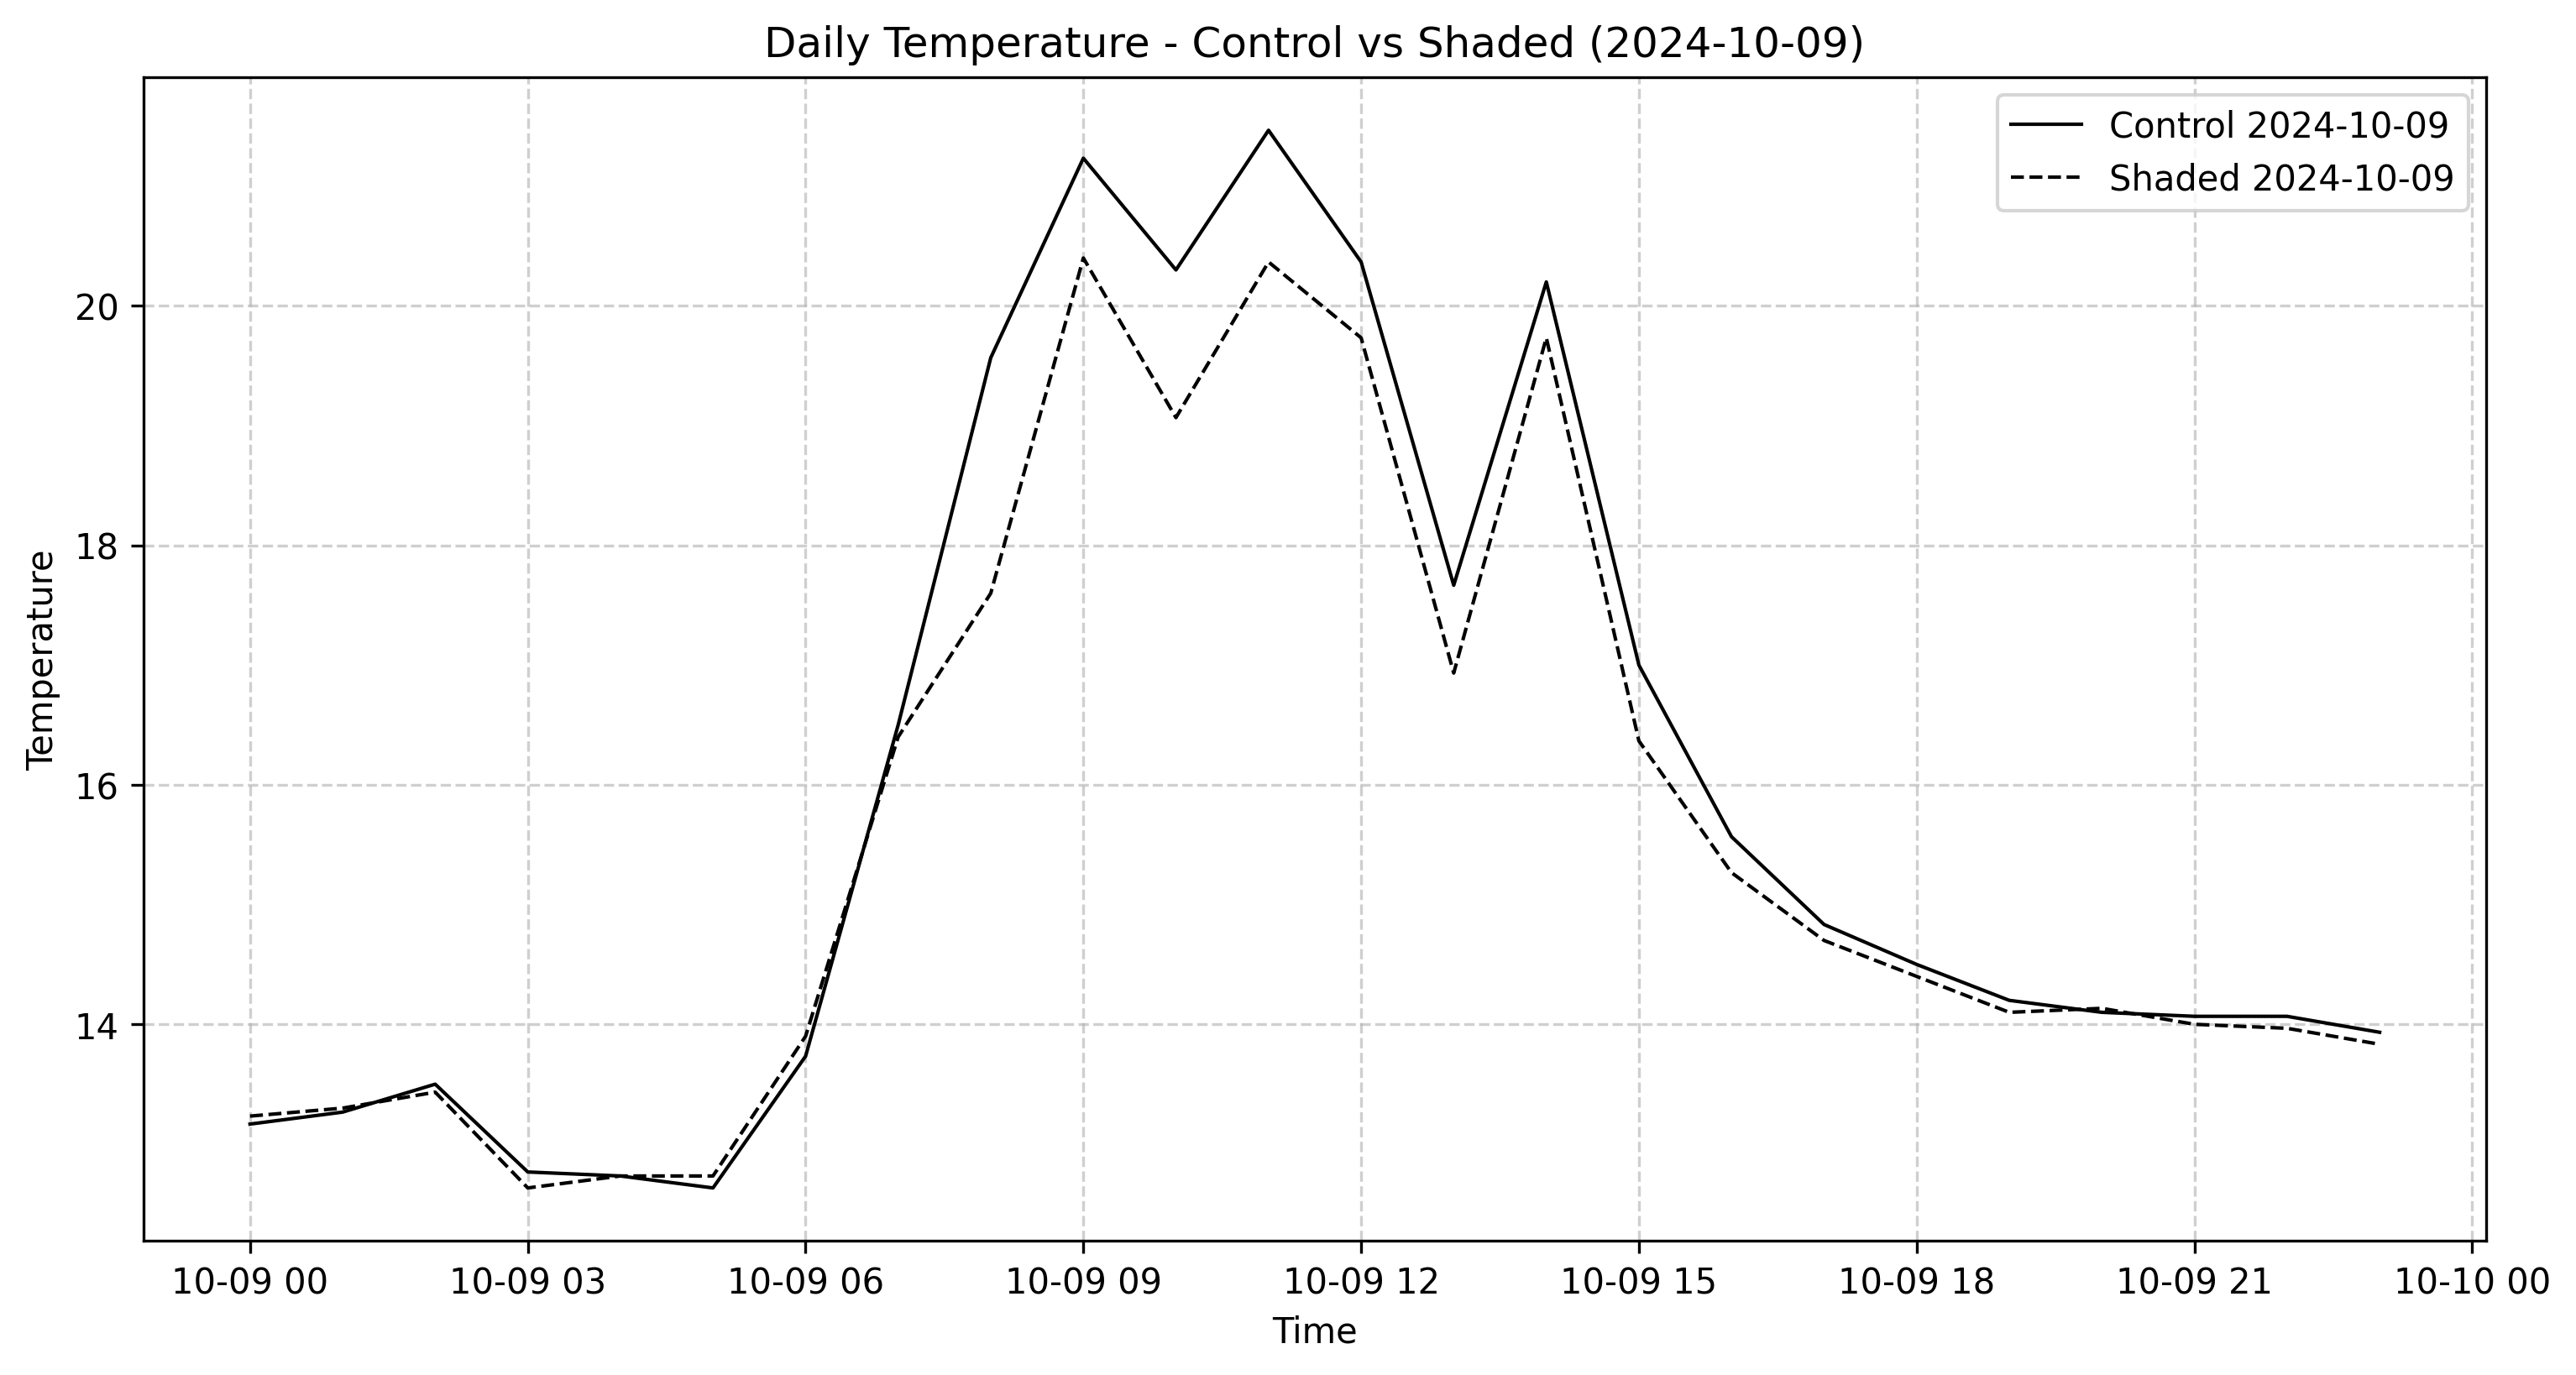 Daily Temperature - Control vs Shaded (2024-10-09)
Control 2024-10-09
Shaded 2024-10-09
Temperature
20
18
16
14
10-09 00 10-09 03 10-09 06 10-09 09 10-09 12 10-09 15 10-09 18 10-09 21 10-10 00
Time